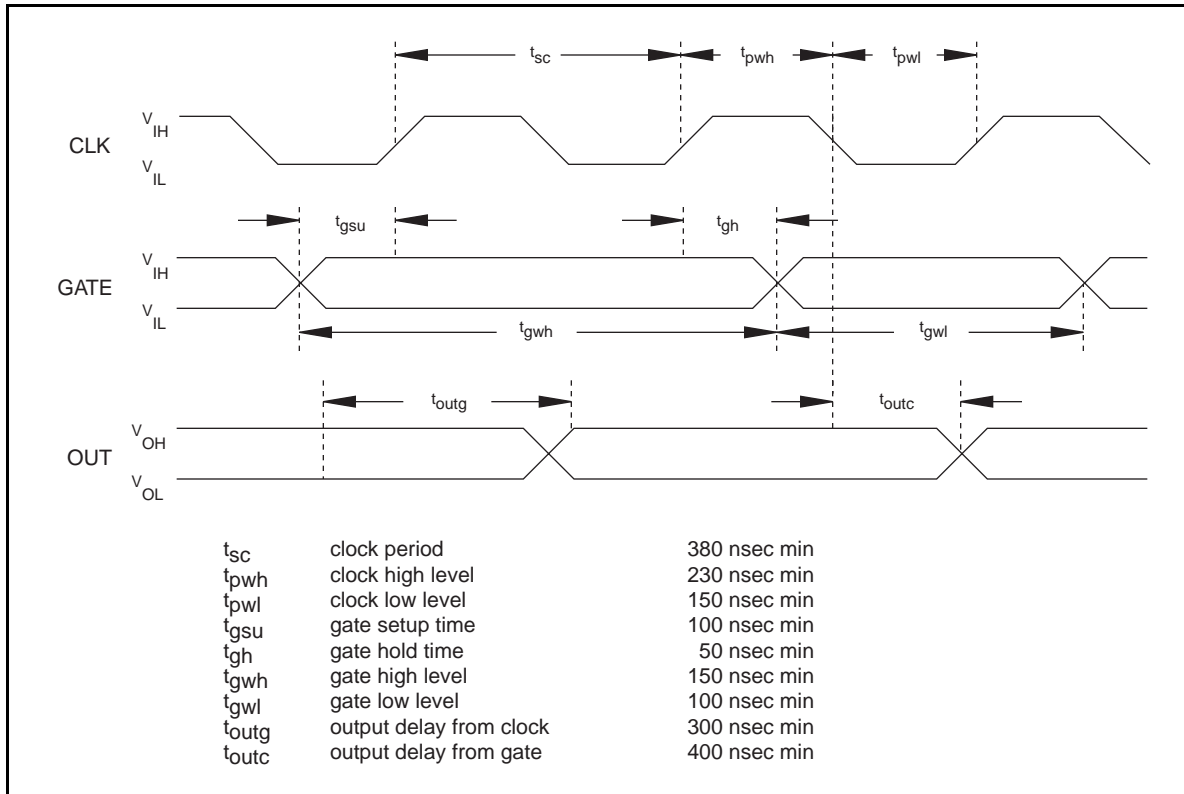 tsc tpwh tpwl
CLK VIH
VIL
tgsu tgh
GATE VIH
VIL
tgwh tgwl
toutg toutc
OUT VOH
VOL
tsc clock period 380 nsec min
tpwh clock high level 230 nsec min
tpwl clock low level 150 nsec min
tgsu gate setup time 100 nsec min
tgh gate hold time 50 nsec min
tgwh gate high level 150 nsec min
tgwl gate low level 100 nsec min
toutg output delay from clock 300 nsec min
toutc output delay from gate 400 nsec min